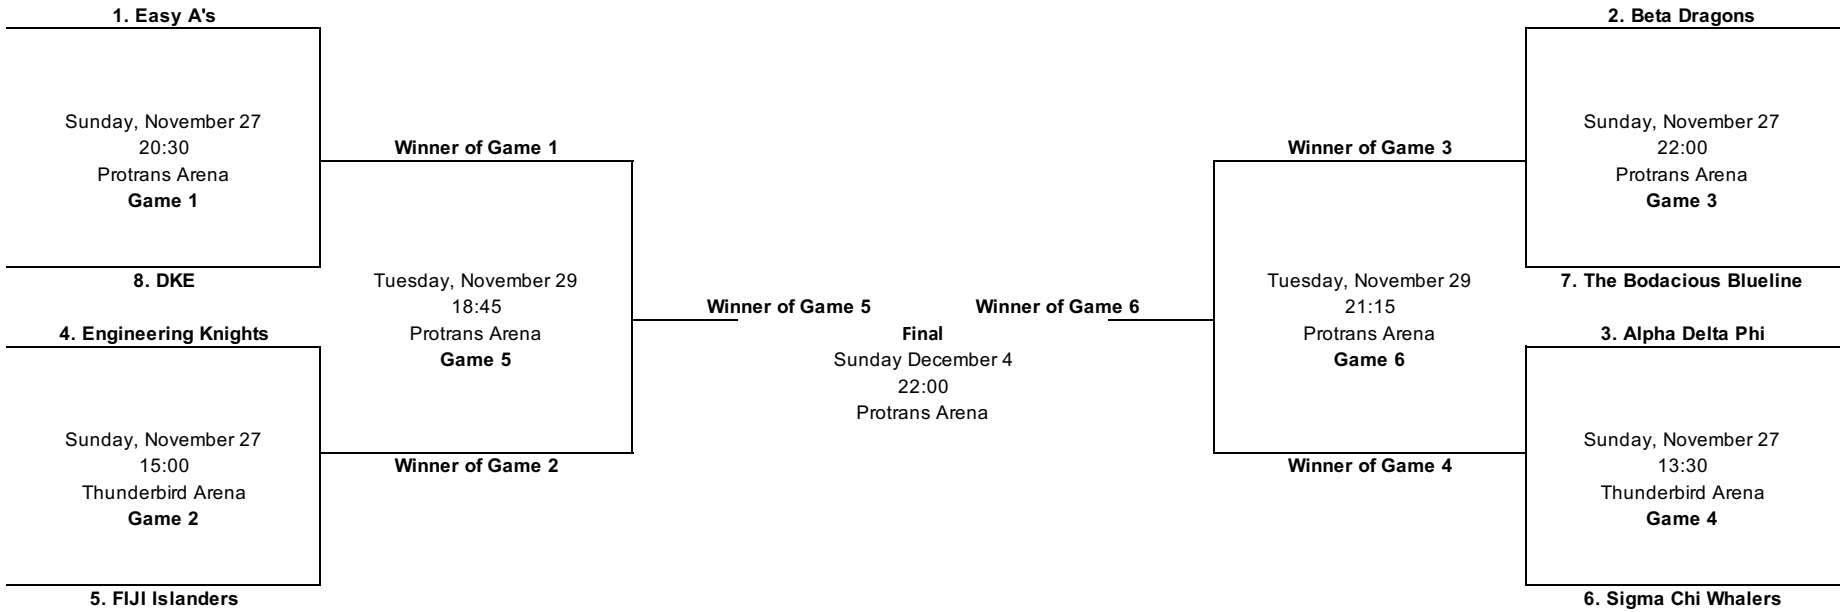 1. Easy A's
Sunday, November 27
20:30
Protrans Arena
Game 1
8. DKE
4. Engineering Knights
Sunday, November 27
15:00
Thunderbird Arena
Game 2
5. FIJI Islanders
Winner of Game 1
Tuesday, November 29
18:45
Protrans Arena
Game 5
Winner of Game 2
Winner of Game 5
Winner of Game 6
Final
Sunday December 4
22:00
Protrans Arena
Winner of Game 3
Tuesday, November 29
21:15
Protrans Arena
Game 6
Winner of Game 4
2. Beta Dragons
Sunday, November 27
22:00
Protrans Arena
Game 3
7. The Bodacious Blueline
3. Alpha Delta Phi
Sunday, November 27
13:30
Thunderbird Arena
Game 4
6. Sigma Chi Whalers